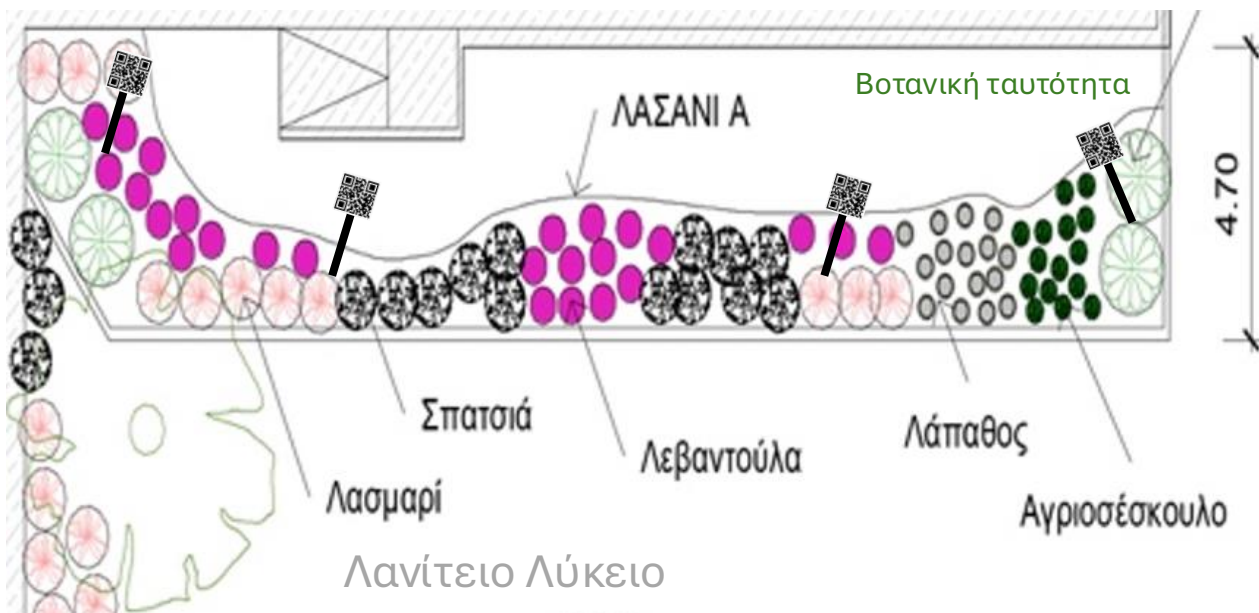 Βοτανική ταυτότητα
ΛΑΣΑΝΙ Α
4.70
Σπατσιά
Λεβαντούλα
Λάπαθος
Λασμαρί
Αγριοσέσκουλο
Λανίτειο Λύκειο